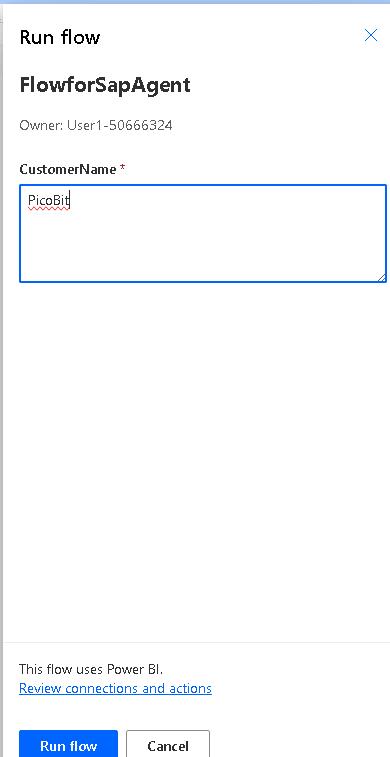 Run flow
FlowforSapAgent
Owner: User1-50666324
CustomerName *
PicoBit
This flow uses Power BI.
Review connections and actions
Run flow
Cancel